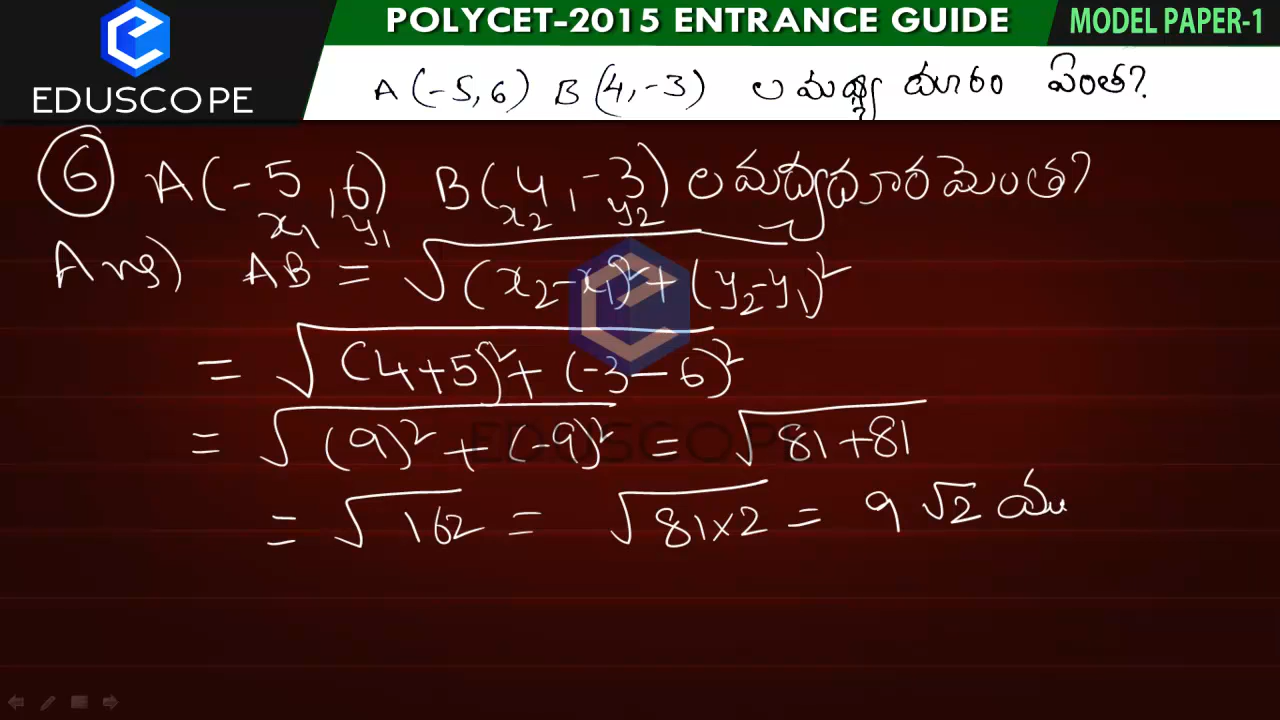 POLYCET-2015 ENTRANCE GUIDE MODEL PAPER-1
EDUSCOPE
A(-5,6) B(4,-3) ల మధ్య దూరం ఎంత?
6 A(-5,6) B(4,-3) ల మధ్యదూరమెంత?
x₁ y₁ x₂ y₂
Ans) AB = √(x₂-x₁)²+(y₂-y₁)²
= √(4+5)²+(-3-6)²
= √(9)²+(-9)² = √81+81
EDUSCOPE
= √162 = √81×2 = 9√2 యు